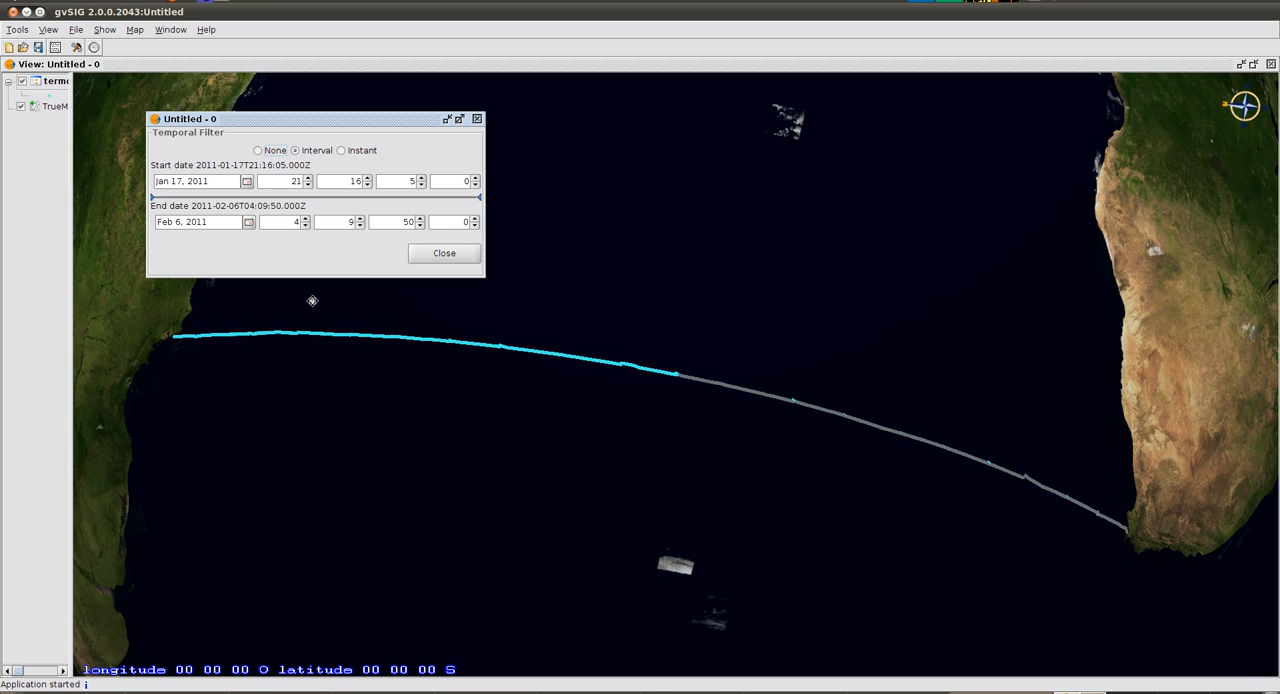 gvSIG 2.0.0.2043:Untitled
Tools View File Show Map Window Help
View: Untitled - 0
termo
TrueM
Untitled - 0
Temporal Filter
None Interval Instant
Start date 2011-01-17T21:16:05.000Z
Jan 17, 2011 21 16 5 0
End date 2011-02-06T04:09:50.000Z
Feb 6, 2011 4 9 50 0
Close
longitude 00 00 00 O latitude 00 00 00 S
Application started